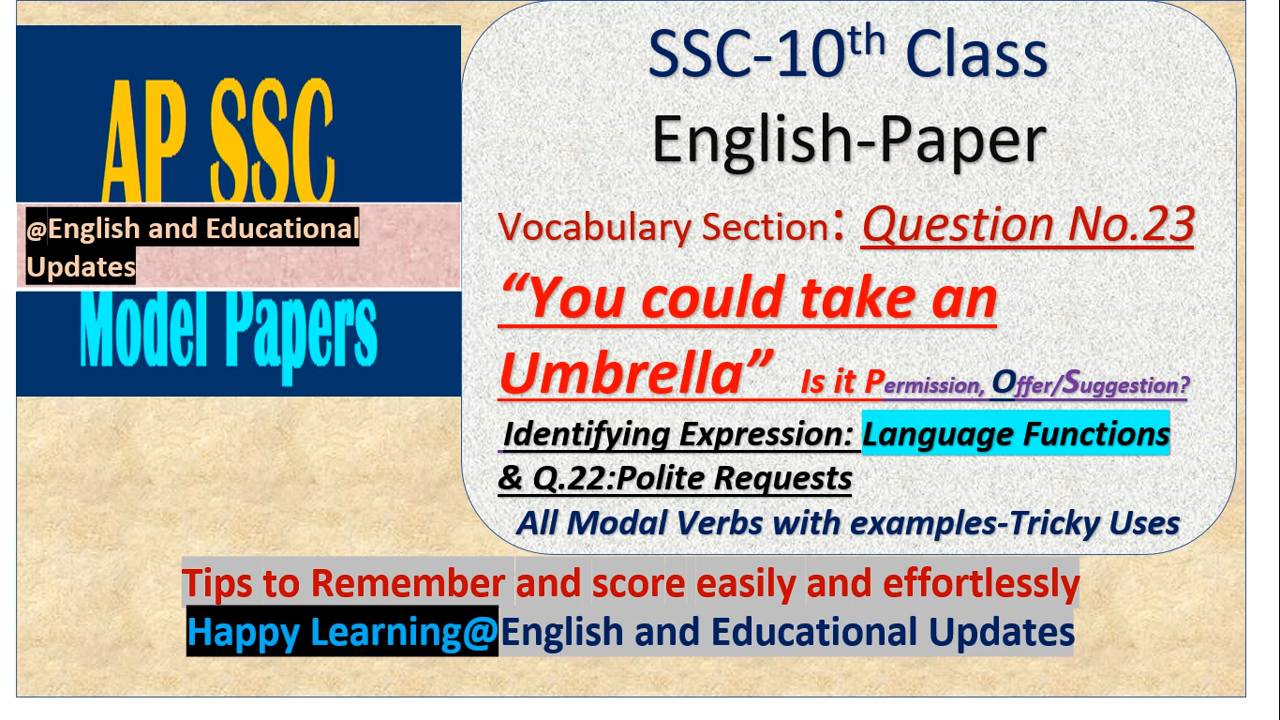 AP SSC
@English and Educational
Updates
Model Papers
SSC-10th Class
English-Paper
Vocabulary Section: Question No.23
“You could take an
Umbrella” Is it Permission, Offer/Suggestion?
Identifying Expression: Language Functions
& Q.22:Polite Requests
All Modal Verbs with examples-Tricky Uses
Tips to Remember and score easily and effortlessly
Happy Learning@English and Educational Updates